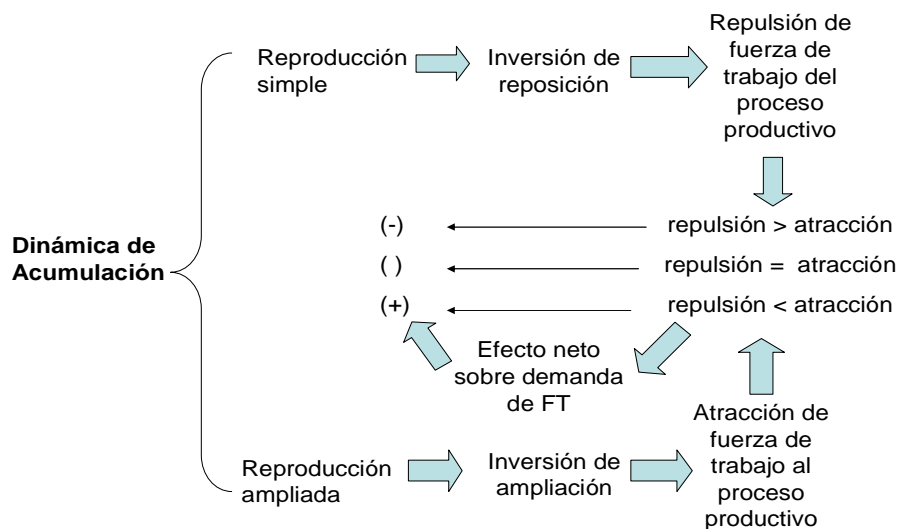 Reproducción
simple
Inversión de
reposición
Repulsión de
fuerza de
trabajo del
proceso
productivo
Dinámica de
Acumulación
(-)
repulsión > atracción
( )
repulsión = atracción
(+)
repulsión < atracción
Efecto neto
sobre demanda
de FT
Reproducción
ampliada
Inversión de
ampliación
Atracción de
fuerza de
trabajo al
proceso
productivo